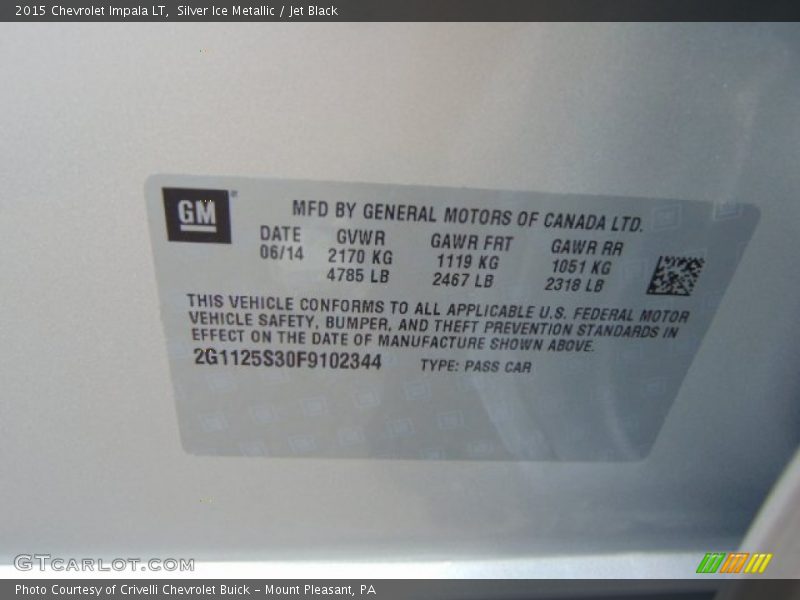 2015 Chevrolet Impala LT,  Silver Ice Metallic / Jet Black
GM
MFD BY GENERAL MOTORS OF CANADA LTD.
DATE GVWR GAWR FRT GAWR RR
06/14 2170 KG 1119 KG 1051 KG
4785 LB 2467 LB 2318 LB
THIS VEHICLE CONFORMS TO ALL APPLICABLE U.S. FEDERAL MOTOR
VEHICLE SAFETY, BUMPER, AND THEFT PREVENTION STANDARDS IN
EFFECT ON THE DATE OF MANUFACTURE SHOWN ABOVE.
2G1125S30F9102344 TYPE: PASS CAR
GTcarlot.com
Photo Courtesy of Crivelli Chevrolet Buick – Mount Pleasant, PA